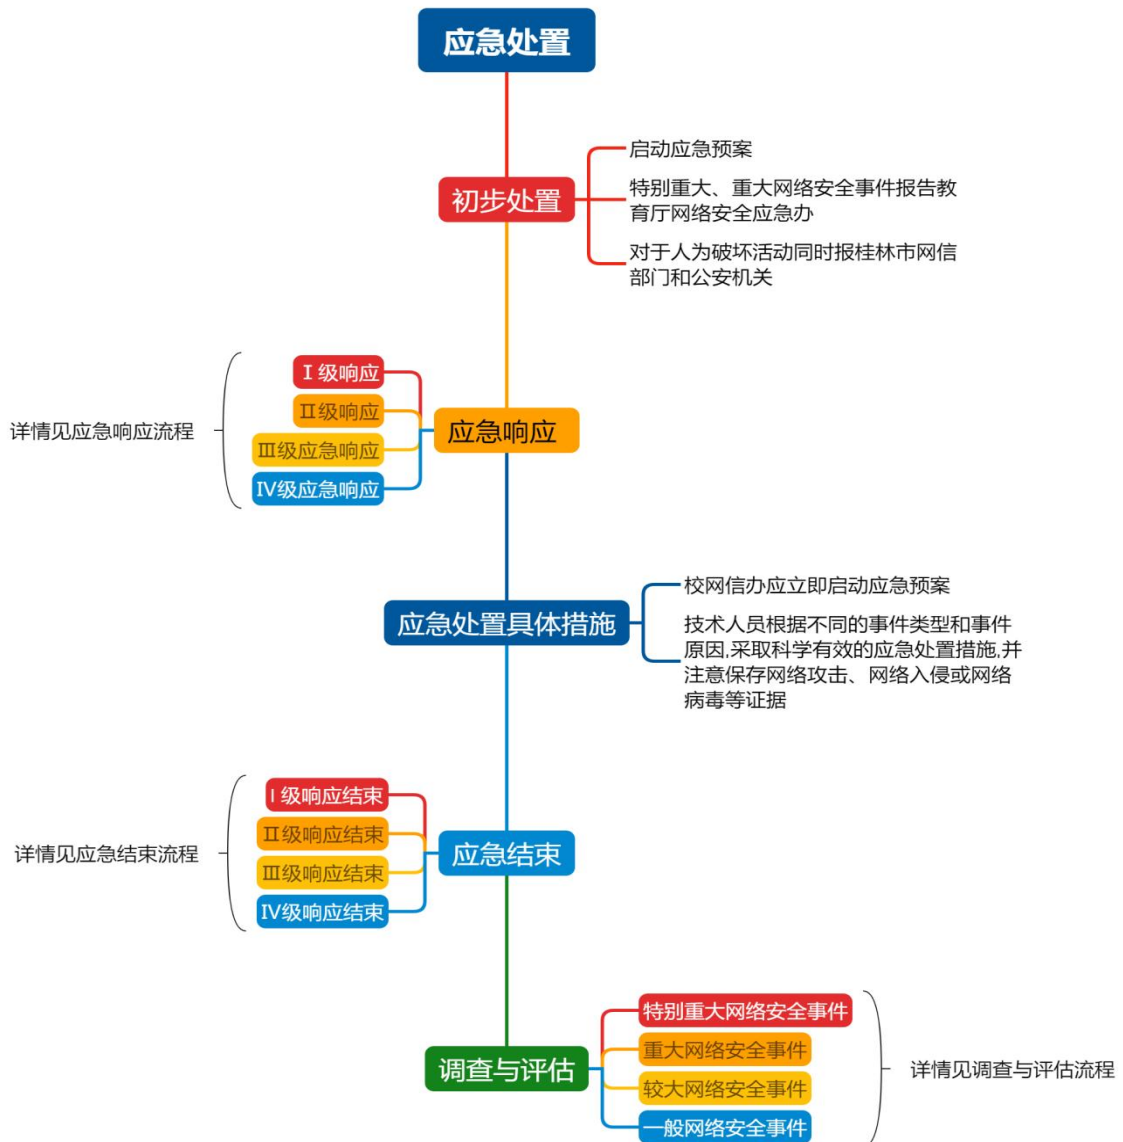 应急处置
初步处置
启动应急预案
特别重大、重大网络安全事件报告教
育厅网络安全应急办
对于人为破坏活动同时报桂林市网信
部门和公安机关
应急响应
Ⅰ级响应
Ⅱ级响应
Ⅲ级应急响应
Ⅳ级应急响应
详情见应急响应流程
应急处置具体措施
校网信办应立即启动应急预案
技术人员根据不同的事件类型和事件
原因,采取科学有效的应急处置措施,并
注意保存网络攻击、网络入侵或网络
病毒等证据
应急结束
Ⅰ级响应结束
Ⅱ级响应结束
Ⅲ级响应结束
Ⅳ级响应结束
详情见应急结束流程
调查与评估
特别重大网络安全事件
重大网络安全事件
较大网络安全事件
一般网络安全事件
详情见调查与评估流程